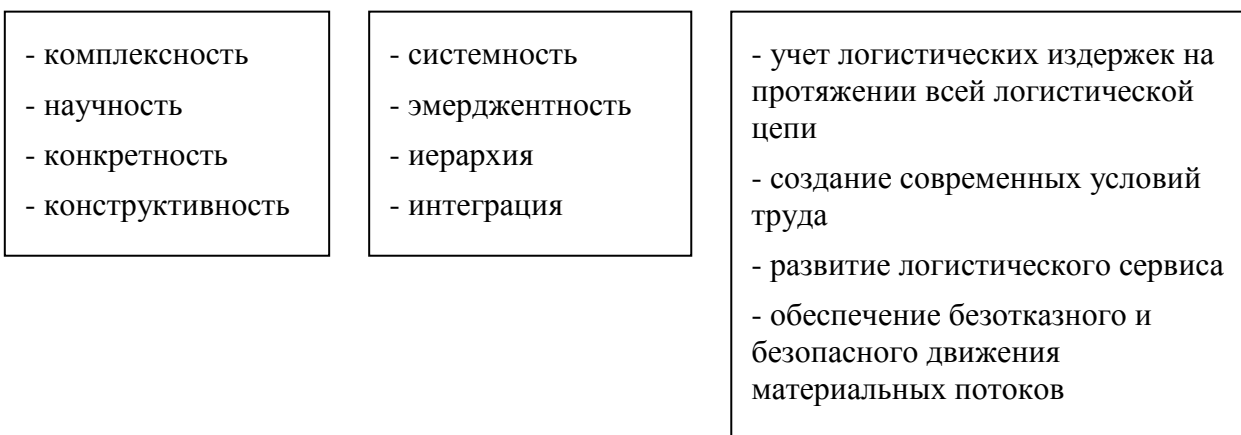 - комплексность
- научность
- конкретность
- конструктивность
- системность
- эмерджентность
- иерархия
- интеграция
- учет логистических издержек на
протяжении всей логистической
цепи
- создание современных условий
труда
- развитие логистического сервиса
- обеспечение безотказного и
безопасного движения
материальных потоков